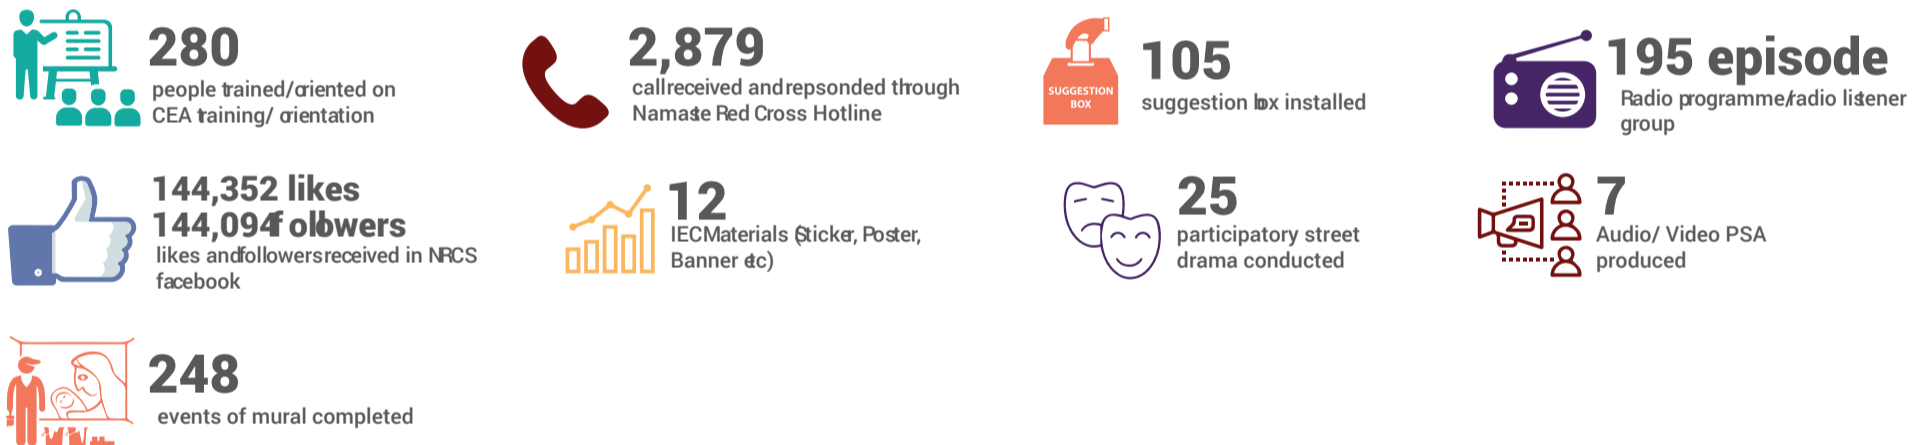 280
people trained/oriented on
CEA training/ orientation
2,879
call received and repsonded through
Namaste Red Cross Hotline
SUGGESTION
BOX
105
suggestion box installed
195 episode
Radio programme/radio listener
group
144,352 likes
144,094 followers
likes and followers received in NRCS
facebook
12
IEC Materials (Sticker, Poster,
Banner etc)
25
participatory street
drama conducted
7
Audio/ Video PSA
produced
248
events of mural completed